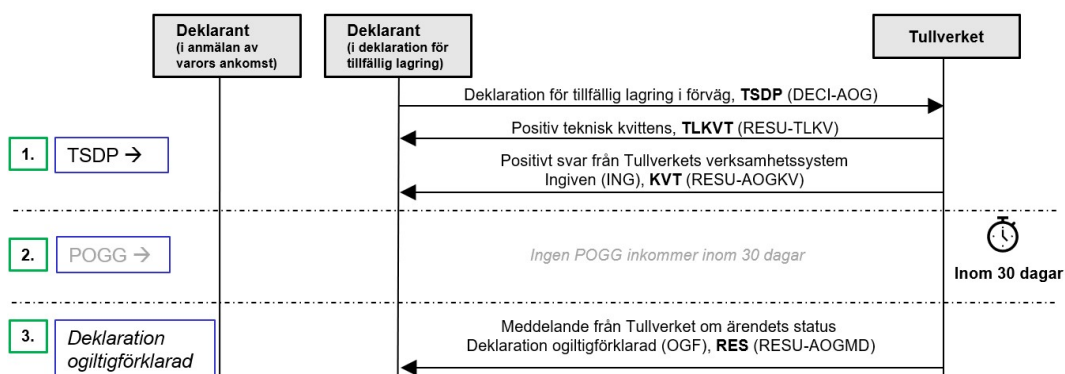 Deklarant
(i anmälan av
varors ankomst)
Deklarant
(i deklaration för
tillfällig lagring)
Tullverket
Deklaration för tillfällig lagring i förväg, TSDP (DECI-AOG)
Positiv teknisk kvittens, TLKVT (RESU-TLKV)
1.
TSDP →
Positivt svar från Tullverkets verksamhetssystem
Ingiven (ING), KVT (RESU-AOGKV)
2.
POGG →
Ingen POGG inkommer inom 30 dagar
Inom 30 dagar
3.
Deklaration
ogiltigförklarad
Meddelande från Tullverket om ärendets status
Deklaration ogiltigförklarad (OGF), RES (RESU-AOGMD)